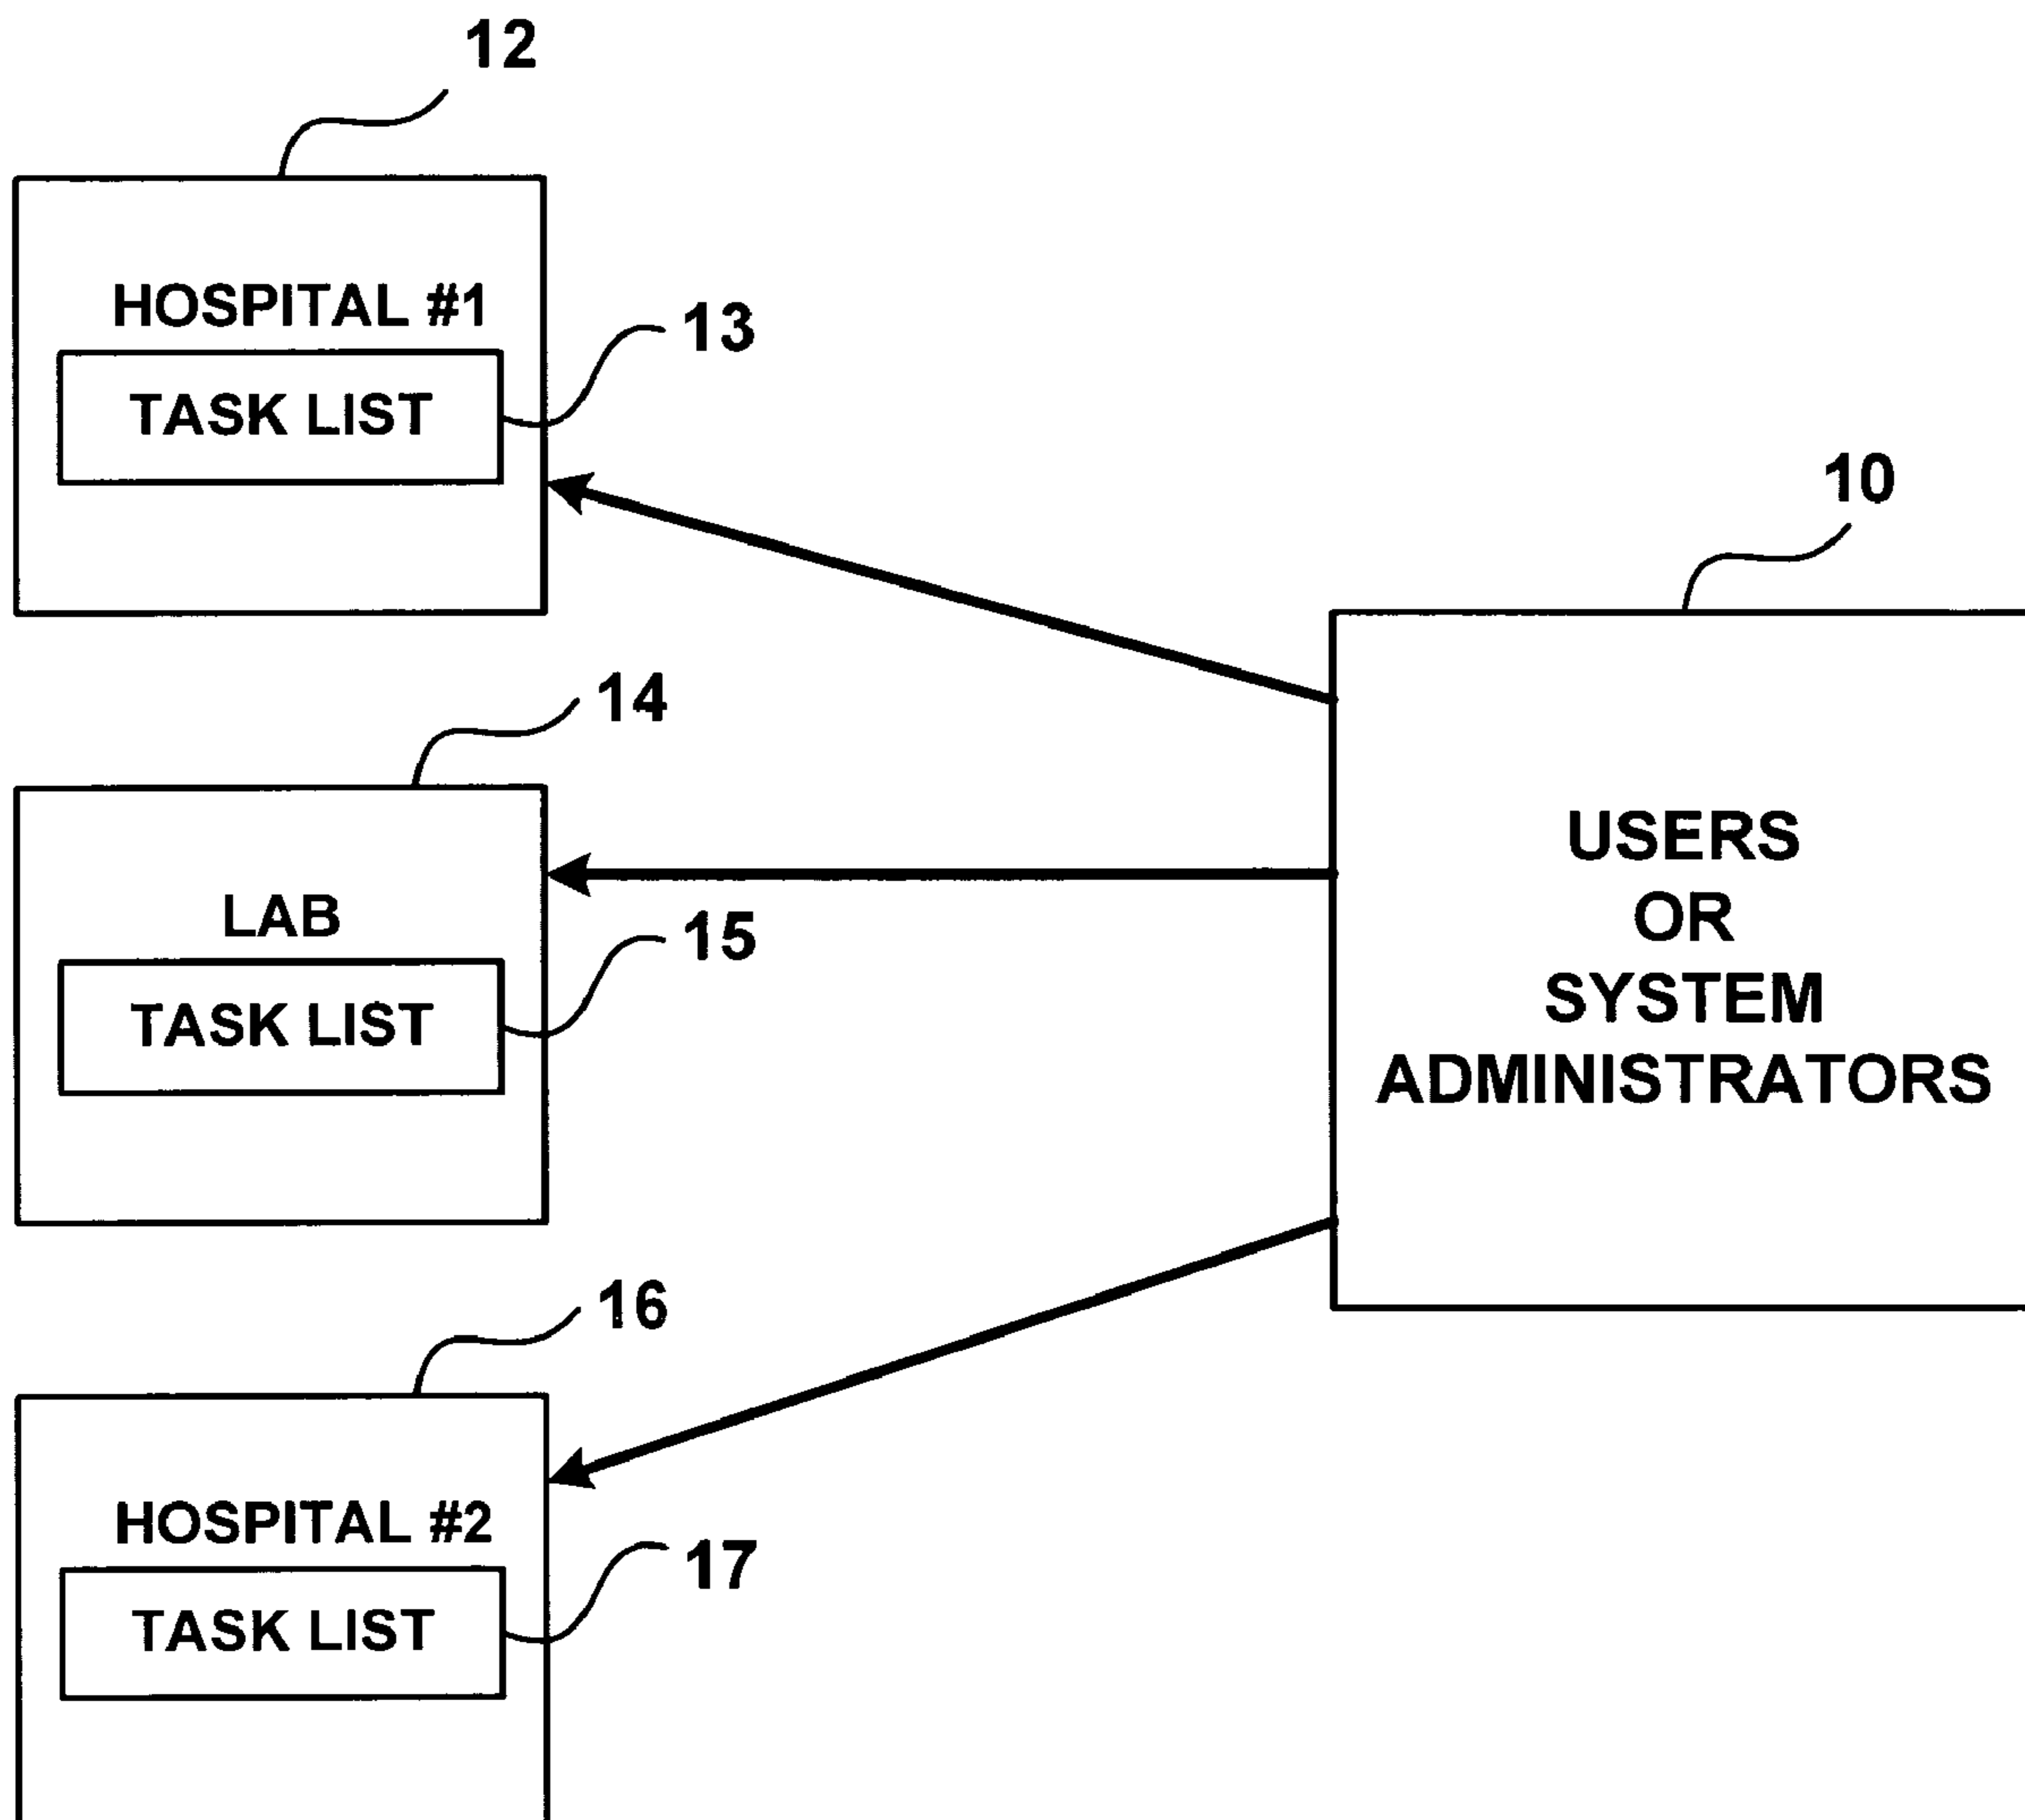 12
HOSPITAL #1
TASK LIST
13
10
14
LAB
TASK LIST
15
USERS
OR
SYSTEM
ADMINISTRATORS
16
HOSPITAL #2
TASK LIST
17